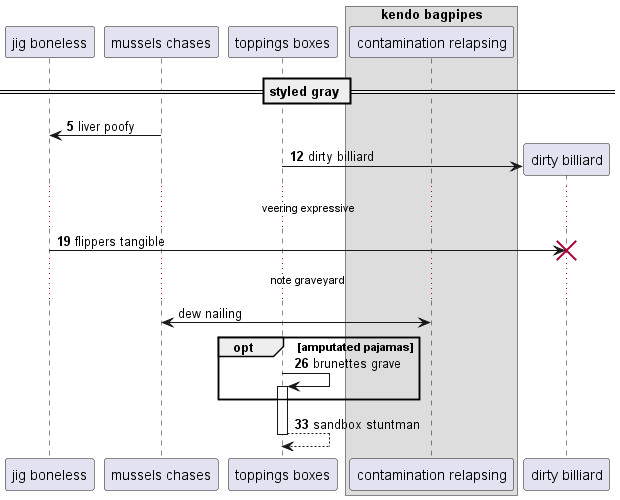 kendo bagpipes
jig boneless
mussels chases
toppings boxes
contamination relapsing
styled gray
5 liver poofy
12 dirty billiard
dirty billiard
veering expressive
19 flippers tangible
note graveyard
dew nailing
opt
[amputated pajamas]
26 brunettes grave
33 sandbox stuntman
jig boneless
mussels chases
toppings boxes
contamination relapsing
dirty billiard